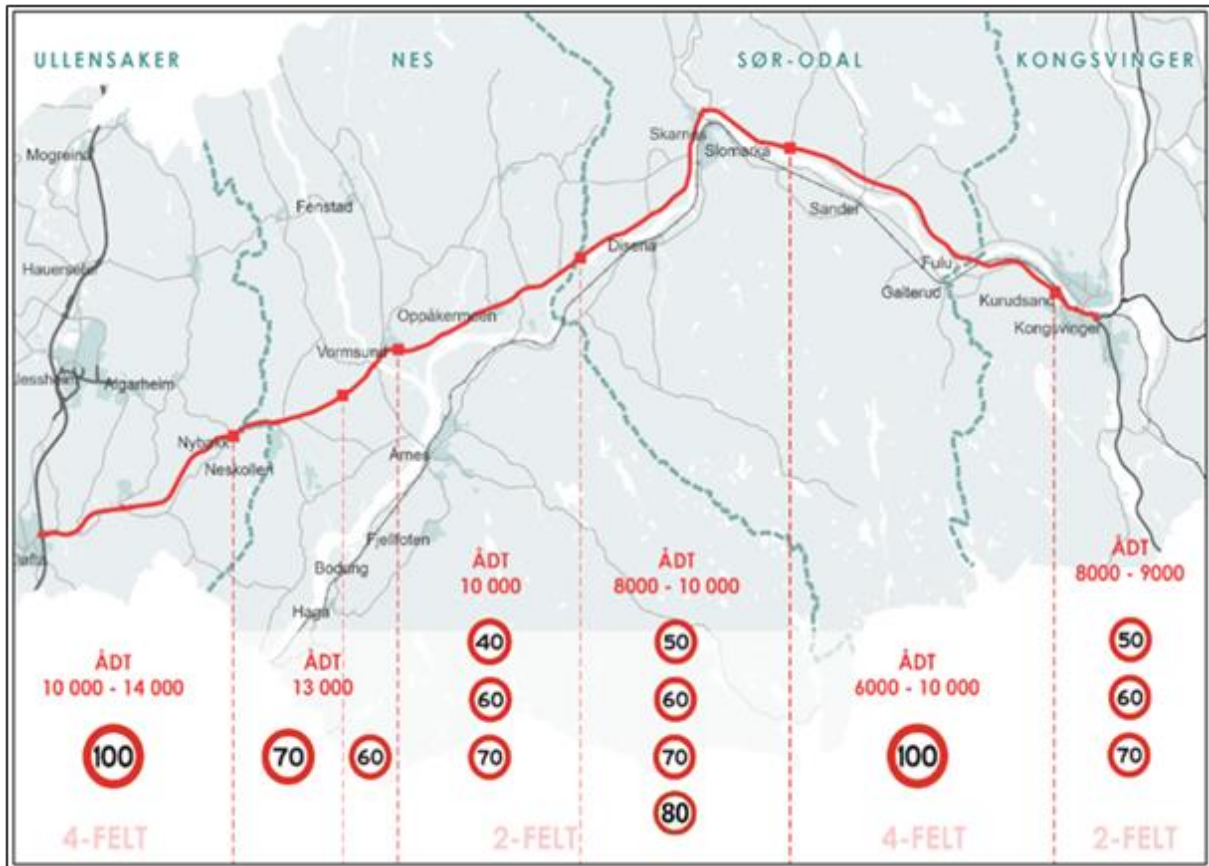 ULLENSAKER
NES
SØR-ODAL
KONGSVINGER
Mogreina
Fenstad
Hauerseter
Skarnes
Slomarka
Sander
Disena
Fulu
Galterud
Kurudsand
Kongsvinger
Oppåkermoen
Vormsund
Algarheim
Nybakk
Neskollen
Årnes
Fjellfoten
Bodung
Haga
ÅDT
10 000 - 14 000
100
ÅDT
13 000
70
60
ÅDT
10 000
40
60
70
ÅDT
8000 - 10 000
50
60
70
80
ÅDT
6000 - 10 000
100
ÅDT
8000 - 9000
50
60
70
4-FELT
2-FELT
4-FELT
2-FELT